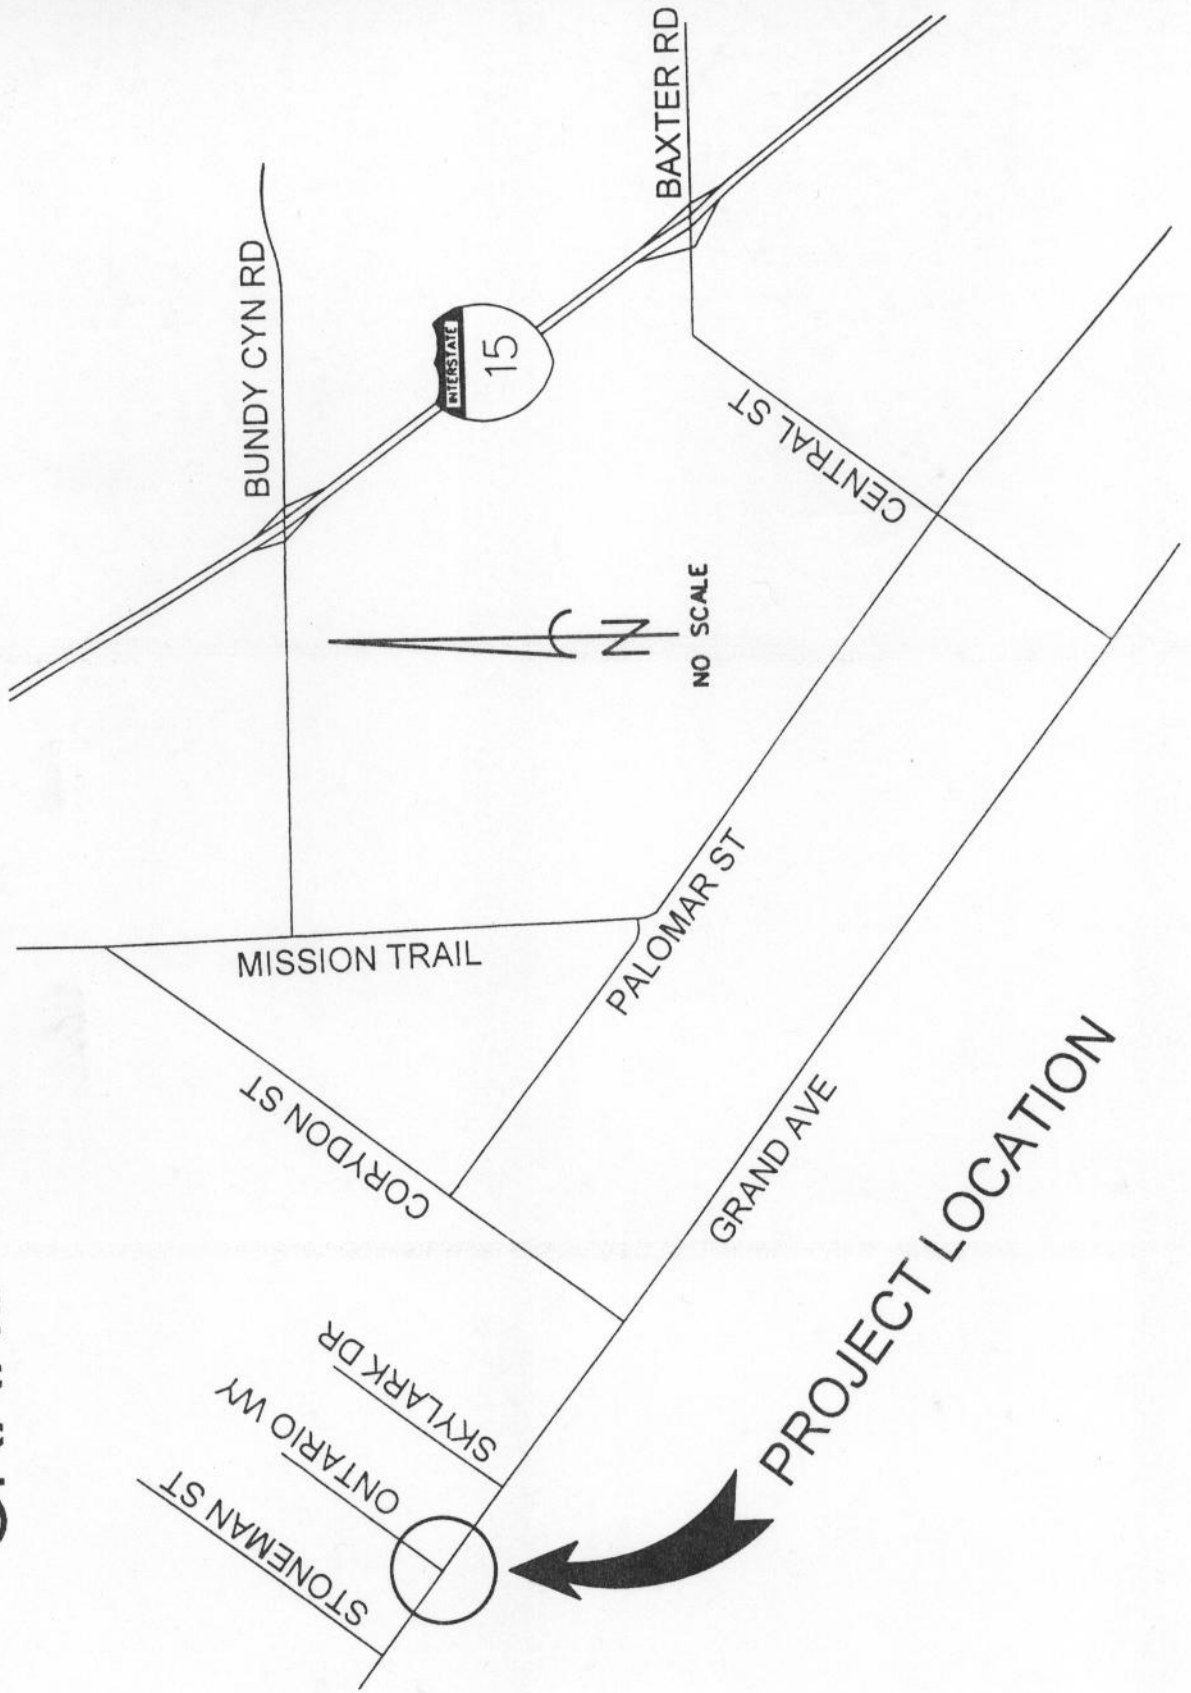 BUNDY CYN RD
BAXTER RD
INTERSTATE
15
CENTRAL ST
N
NO SCALE
MISSION TRAIL
PALOMAR ST
CORYDON ST
GRAND AVE
SKYLARK DR
ONTARIO WY
STONEMAN ST
PROJECT LOCATION